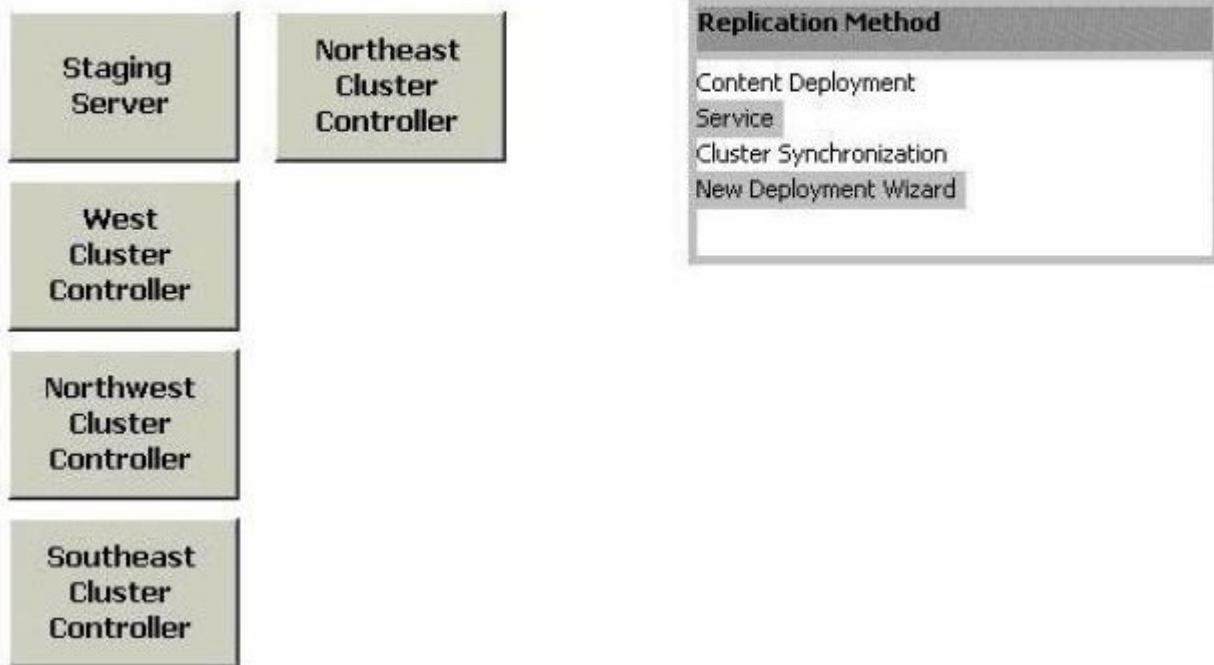 Staging
Server
Northeast
Cluster
Controller
West
Cluster
Controller
Northwest
Cluster
Controller
Southeast
Cluster
Controller
Replication Method
Content Deployment
Service
Cluster Synchronization
New Deployment Wizard